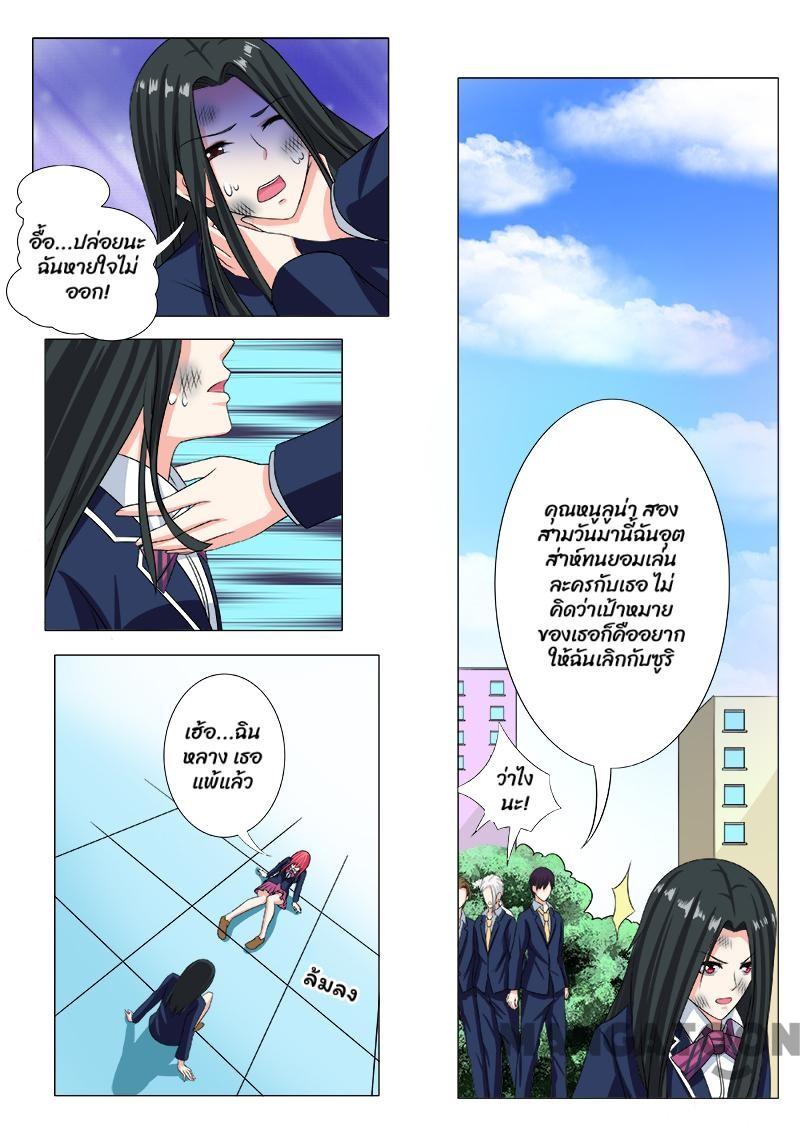 อื้อ...ปล่อยนะ
ฉันหายใจไม่
ออก!
เฮ้อ...ฉิน
หลาง เธอ
แพ้แล้ว
ล้มลง
คุณหนูลูน่า สอง
สามวันมานี้ฉันอุต
ส่าห์ทนยอมเล่น
ละครกับเธอ ไม่
คิดว่าเป้าหมาย
ของเธอก็คืออยาก
ให้ฉันเลิกกับซูริ
ว่าไง
นะ!
MANGATOON